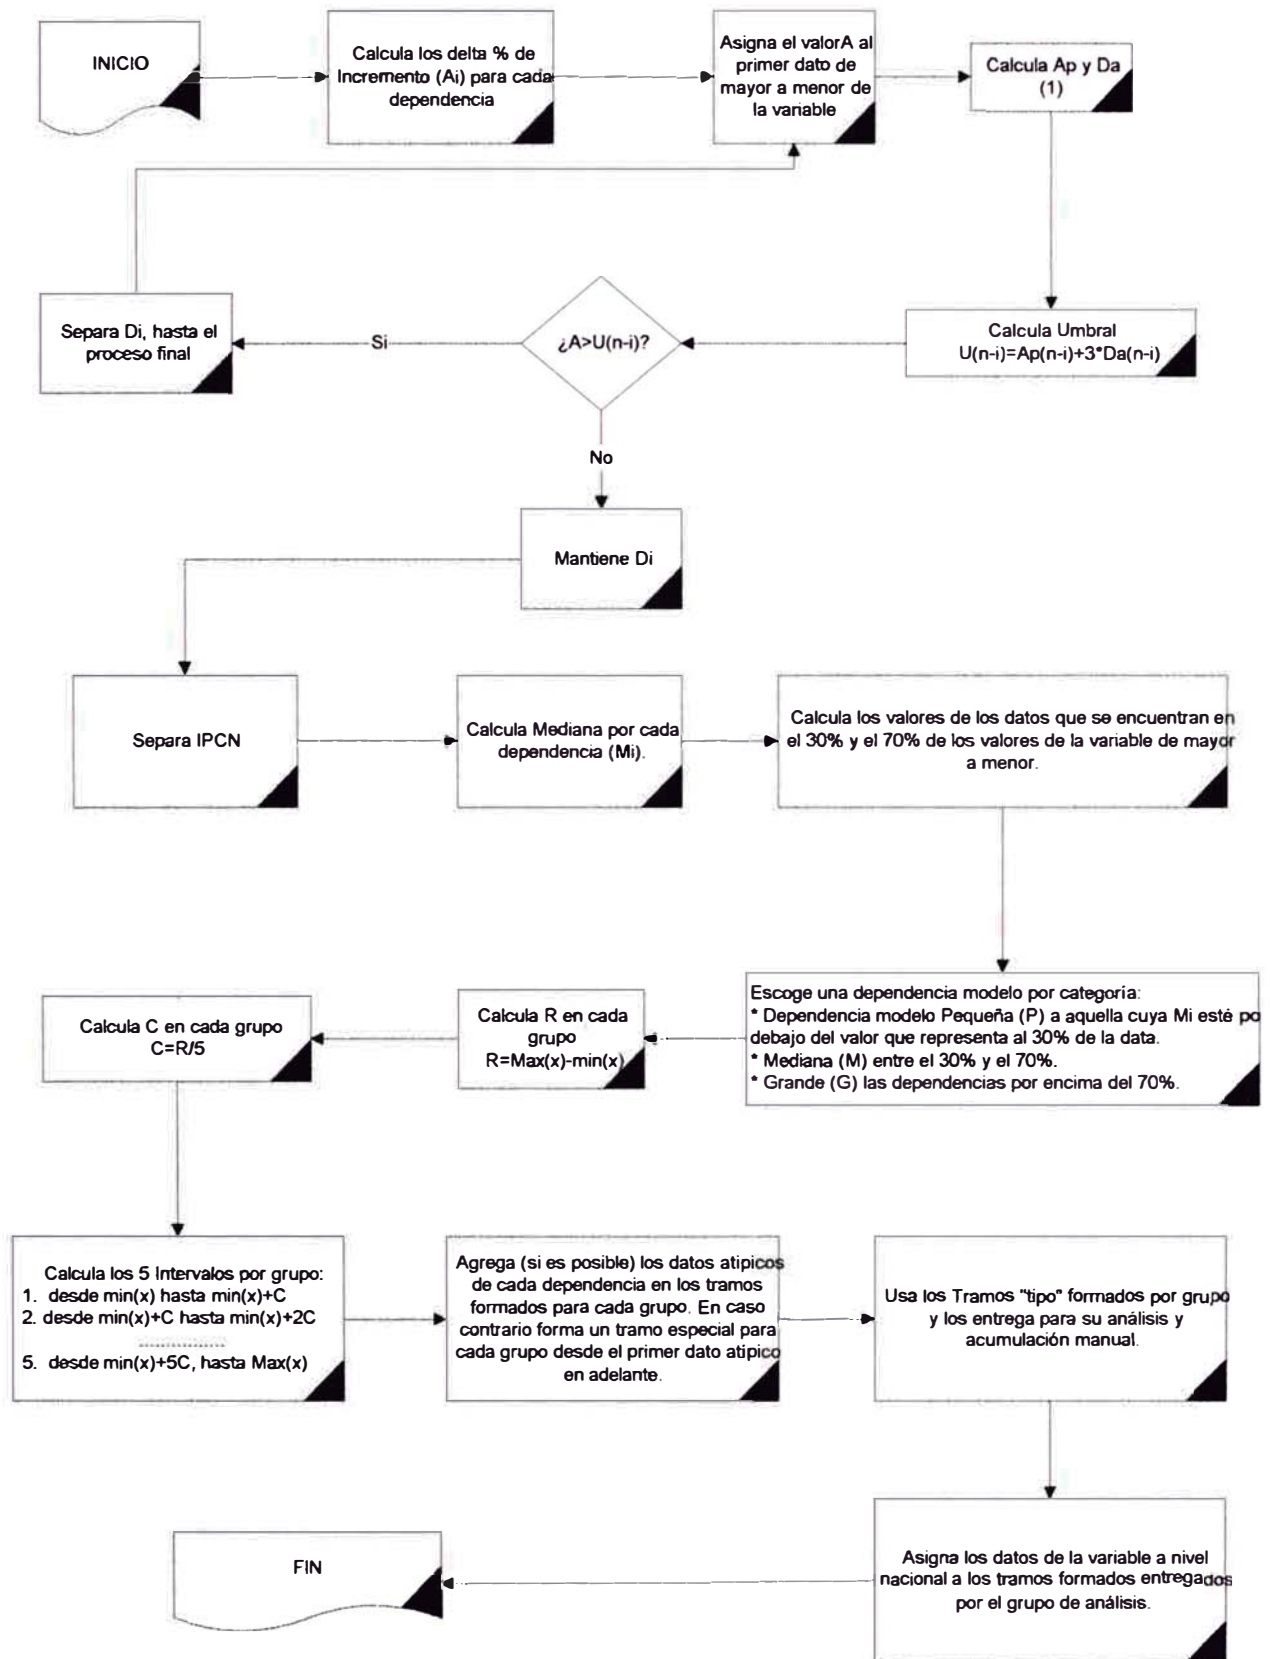 INICIO
Calcula los delta % de
Incremento (Ai) para cada
dependencia
Asigna el valorA al
primer dato de
mayor a menor de
la variable
Calcula Ap y Da
(1)
Calcula Umbral
U(n-i)=Ap(n-i)+3*Da(n-i)
¿A>U(n-i)?
Si
Separa Di, hasta el
proceso final
No
Mantiene Di
Separa IPCN
Calcula Mediana por cada
dependencia (Mi).
Calcula los valores de los datos que se encuentran en
el 30% y el 70% de los valores de la variable de mayor
a menor.
Escoge una dependencia modelo por categoría:
* Dependencia modelo Pequeña (P) a aquella cuya Mi esté po
debajo del valor que representa al 30% de la data.
* Mediana (M) entre el 30% y el 70%.
* Grande (G) las dependencias por encima del 70%.
Calcula R en cada
grupo
R=Max(x)-min(x)
Calcula C en cada grupo
C=R/5
Calcula los 5 Intervalos por grupo:
1. desde min(x) hasta min(x)+C
2. desde min(x)+C hasta min(x)+2C
................
5. desde min(x)+5C, hasta Max(x)
Agrega (si es posible) los datos atipicos
de cada dependencia en los tramos
formados para cada grupo. En caso
contrario forma un tramo especial para
cada grupo desde el primer dato atípico
en adelante.
Usa los Tramos "tipo" formados por grupo
y los entrega para su análisis y
acumulación manual.
Asigna los datos de la variable a nivel
nacional a los tramos formados entregados
por el grupo de análisis.
FIN